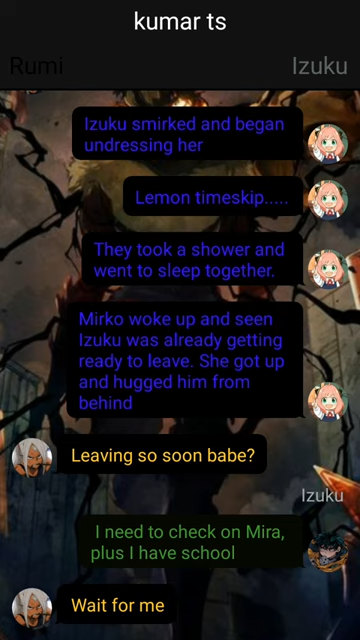 kumar ts
Rumi
Izuku
Izuku smirked and began
undressing her
Lemon timeskip.....
They took a shower and
went to sleep together.
Mirko woke up and seen
Izuku was already getting
ready to leave. She got up
and hugged him from
behind
Leaving so soon babe?
Izuku
I need to check on Mira,
plus I have school
Wait for me